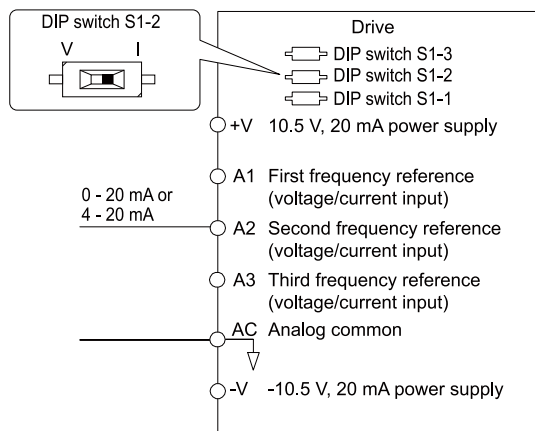 DIP switch S1-2
V I
Drive
DIP switch S1-3
DIP switch S1-2
DIP switch S1-1
+V 10.5 V, 20 mA power supply
A1 First frequency reference
(voltage/current input)
0 - 20 mA or
4 - 20 mA
A2 Second frequency reference
(voltage/current input)
A3 Third frequency reference
(voltage/current input)
AC Analog common
-V -10.5 V, 20 mA power supply